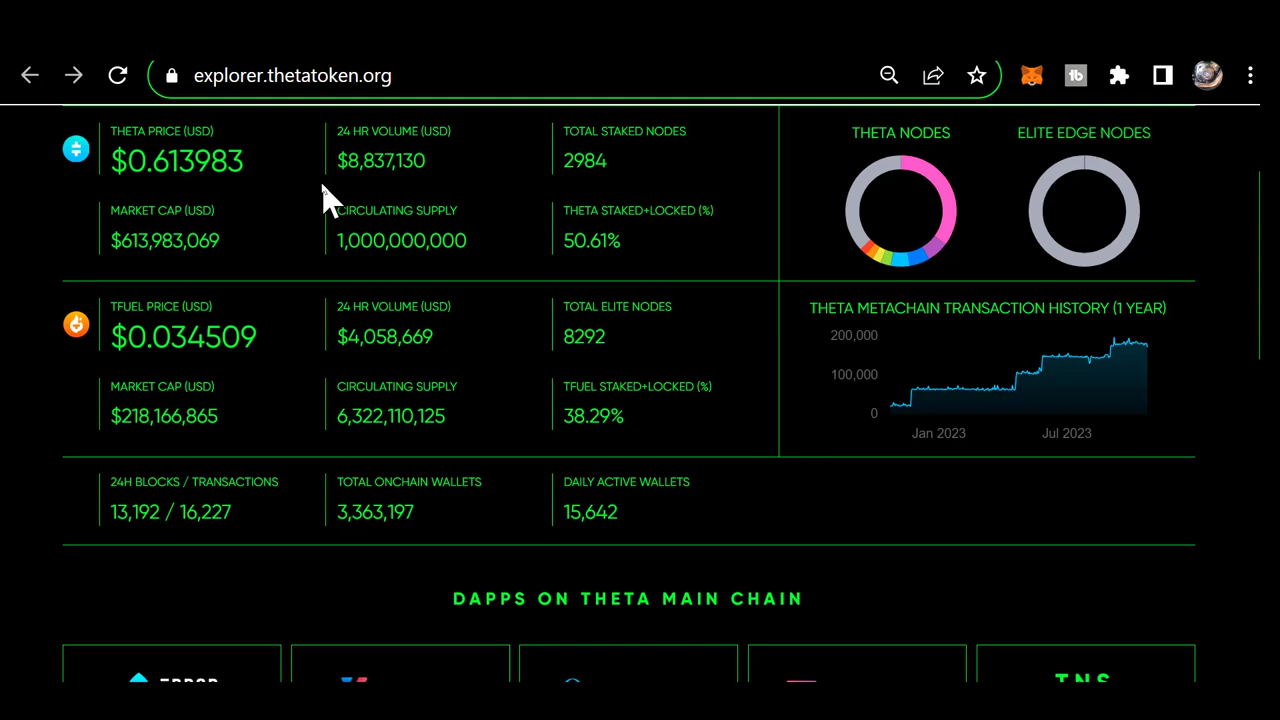 explorer.thetatoken.org
THETA PRICE (USD)
$0.613983
24 HR VOLUME (USD)
$8,837,130
TOTAL STAKED NODES
2984
MARKET CAP (USD)
$613,983,069
CIRCULATING SUPPLY
1,000,000,000
THETA STAKED+LOCKED (%)
50.61%
THETA NODES
ELITE EDGE NODES
TFUEL PRICE (USD)
$0.034509
24 HR VOLUME (USD)
$4,058,669
TOTAL ELITE NODES
8292
MARKET CAP (USD)
$218,166,865
CIRCULATING SUPPLY
6,322,110,125
TFUEL STAKED+LOCKED (%)
38.29%
THETA METACHAIN TRANSACTION HISTORY (1 YEAR)
200,000
100,000
0
Jan 2023
Jul 2023
24H BLOCKS / TRANSACTIONS
13,192 / 16,227
TOTAL ONCHAIN WALLETS
3,363,197
DAILY ACTIVE WALLETS
15,642
DAPPS ON THETA MAIN CHAIN
TNS